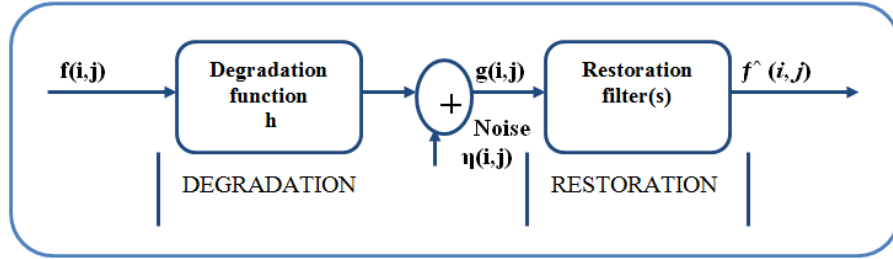 f(i,j)
Degradation
function
h
+
g(i,j)
Noise
η(i,j)
Restoration
filter(s)
f^ (i, j)
DEGRADATION
RESTORATION